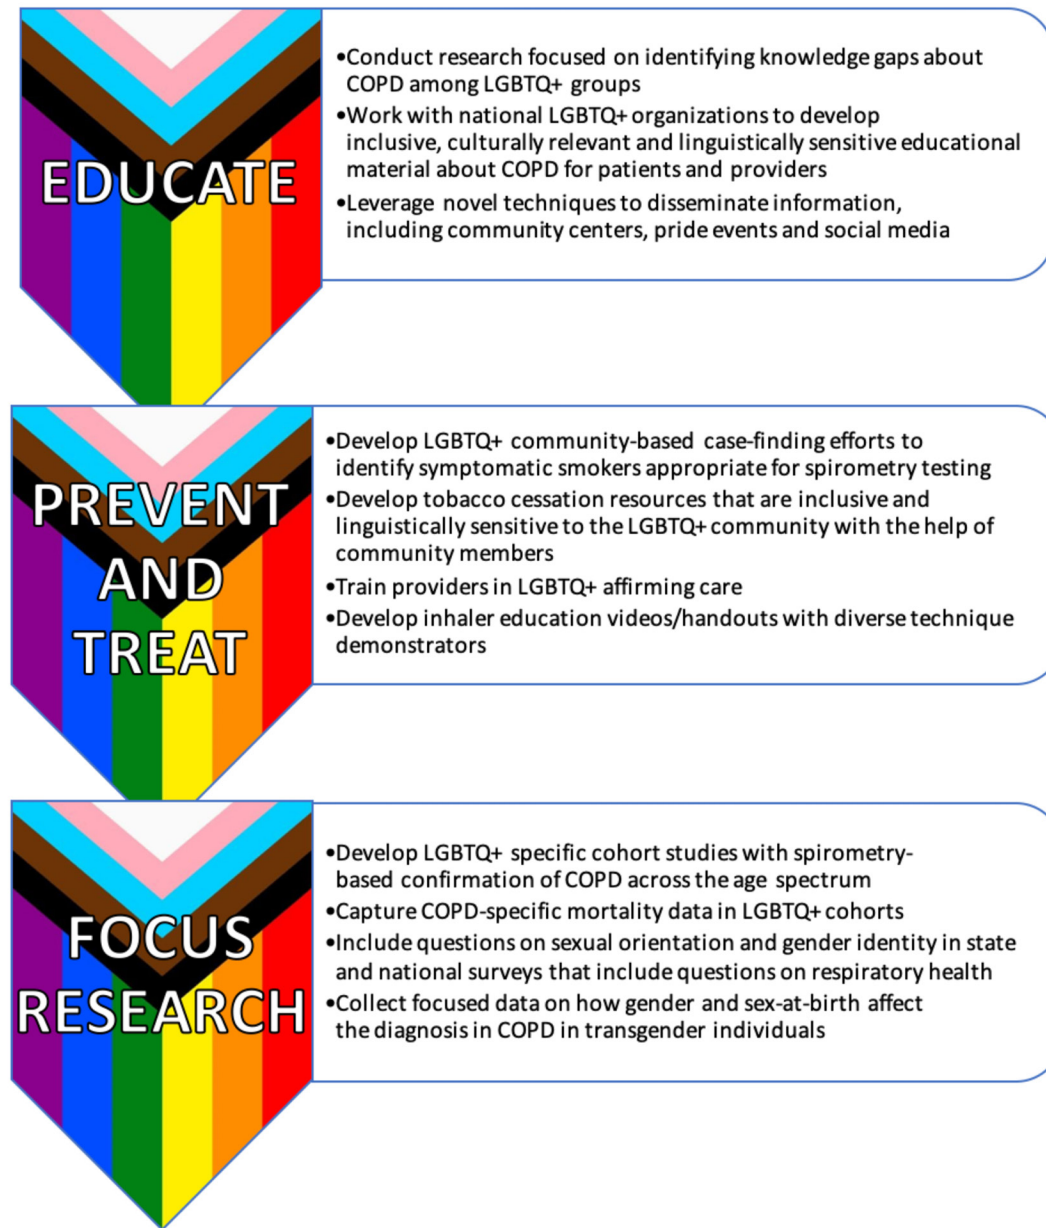 EDUCATE
•Conduct research focused on identifying knowledge gaps about
COPD among LGBTQ+ groups
•Work with national LGBTQ+ organizations to develop
inclusive, culturally relevant and linguistically sensitive educational
material about COPD for patients and providers
•Leverage novel techniques to disseminate information,
including community centers, pride events and social media
PREVENT
AND
TREAT
•Develop LGBTQ+ community-based case-finding efforts to
identify symptomatic smokers appropriate for spirometry testing
•Develop tobacco cessation resources that are inclusive and
linguistically sensitive to the LGBTQ+ community with the help of
community members
•Train providers in LGBTQ+ affirming care
•Develop inhaler education videos/handouts with diverse technique
demonstrators
FOCUS
RESEARCH
•Develop LGBTQ+ specific cohort studies with spirometry-
based confirmation of COPD across the age spectrum
•Capture COPD-specific mortality data in LGBTQ+ cohorts
•Include questions on sexual orientation and gender identity in state
and national surveys that include questions on respiratory health
•Collect focused data on how gender and sex-at-birth affect
the diagnosis in COPD in transgender individuals